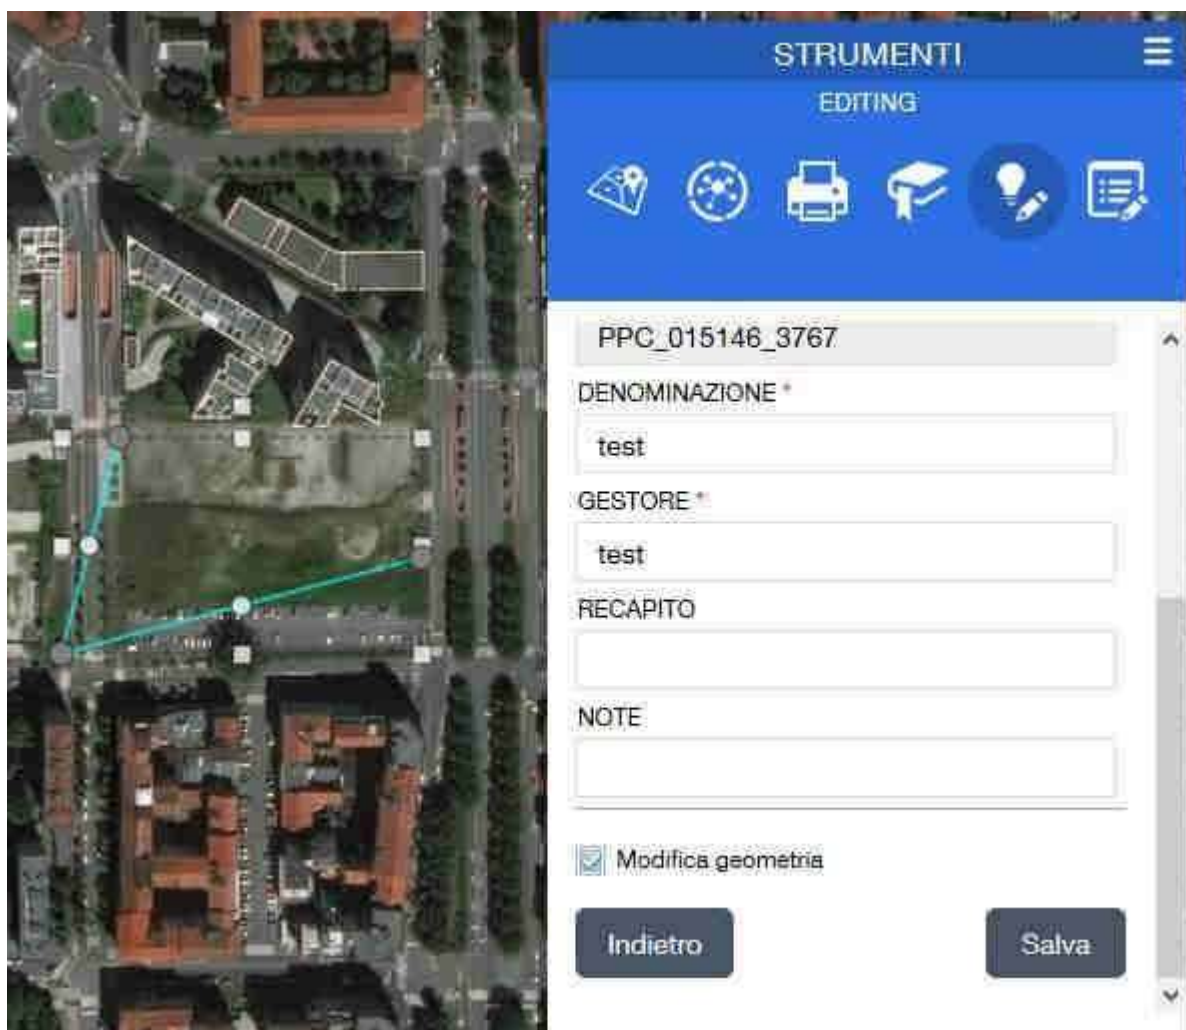 STRUMENTI
EDITING
PPC_015146_3767
DENOMINAZIONE *
test
GESTORE *
test
RECAPITO
NOTE
Modifica geometria
Indietro
Salva